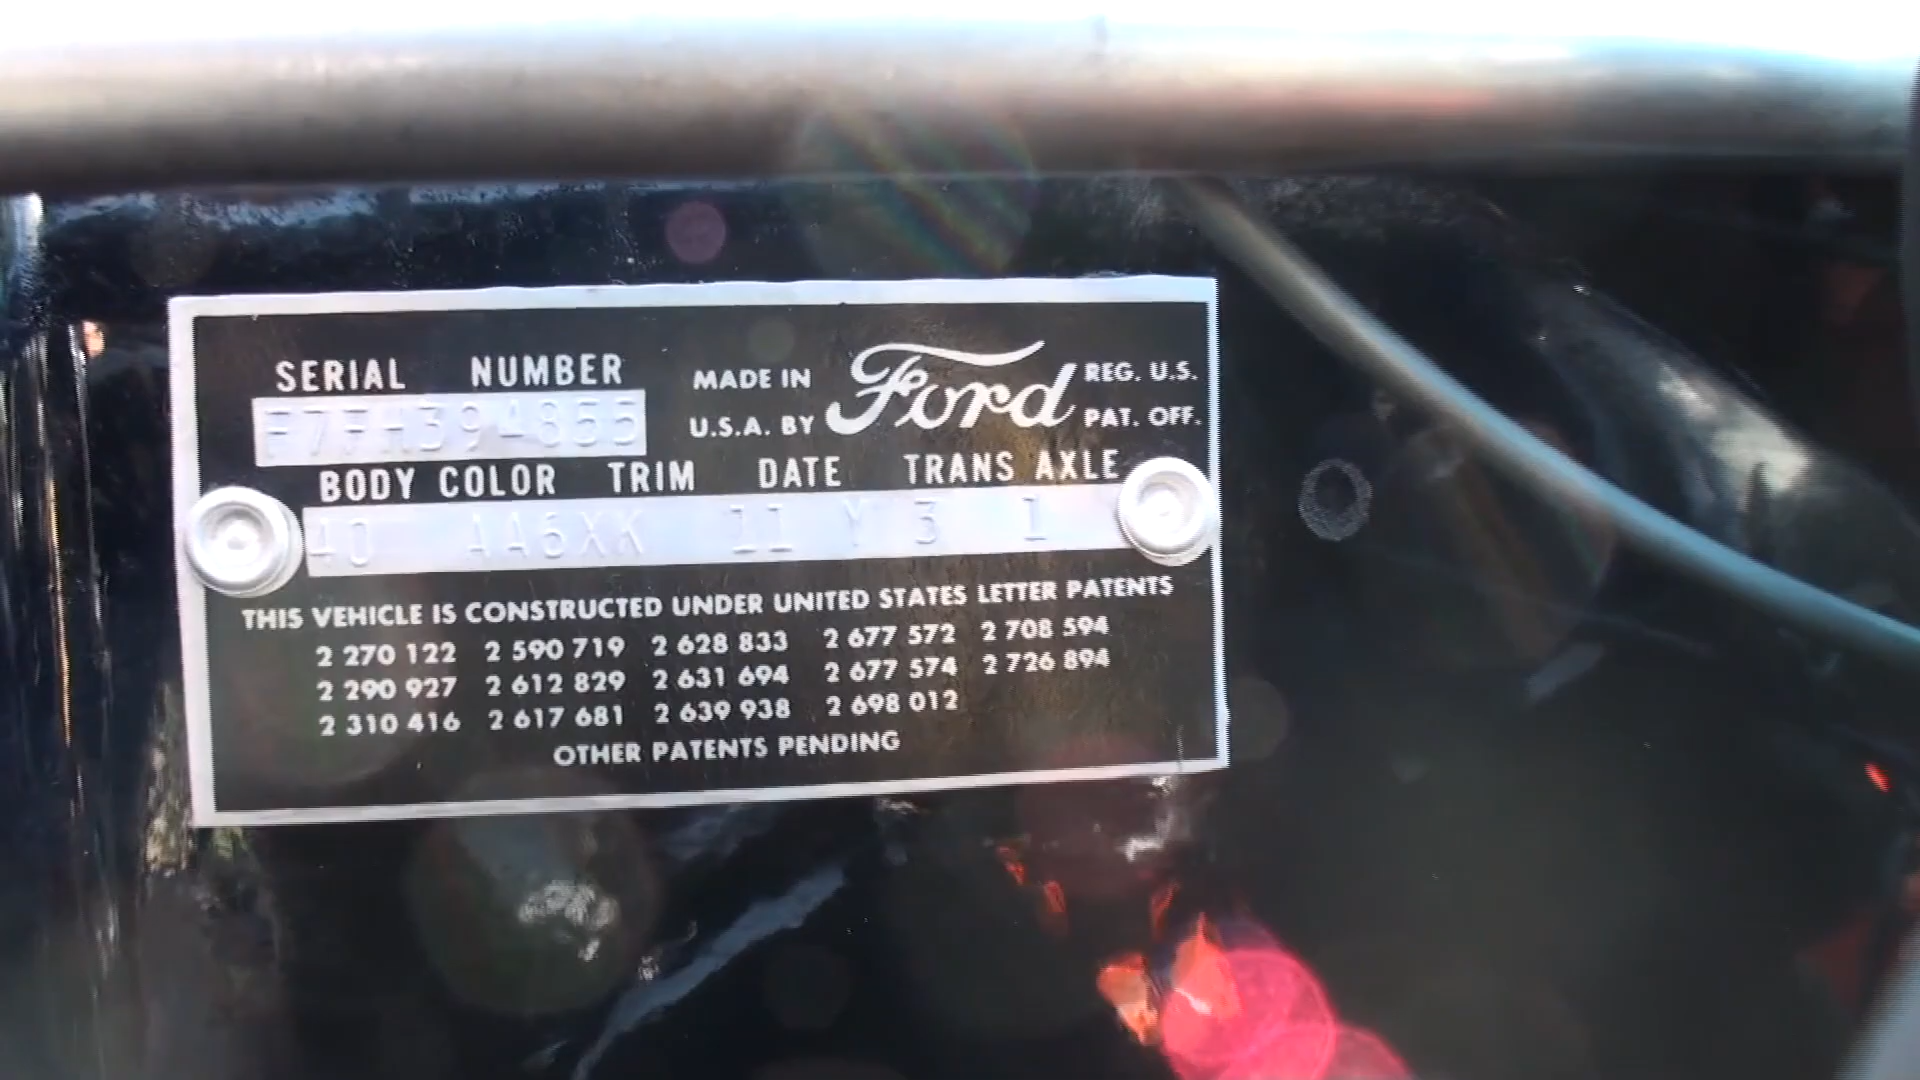 SERIAL NUMBER
F7FH394855
MADE IN
U.S.A. BY
Ford
REG. U.S.
PAT. OFF.
BODY COLOR TRIM DATE TRANS AXLE
40 AA6XK 11 Y 3 1
THIS VEHICLE IS CONSTRUCTED UNDER UNITED STATES LETTER PATENTS
2 270 122 2 590 719 2 628 833 2 677 572 2 708 594
2 290 927 2 612 829 2 631 694 2 677 574 2 726 894
2 310 416 2 617 681 2 639 938 2 698 012
OTHER PATENTS PENDING